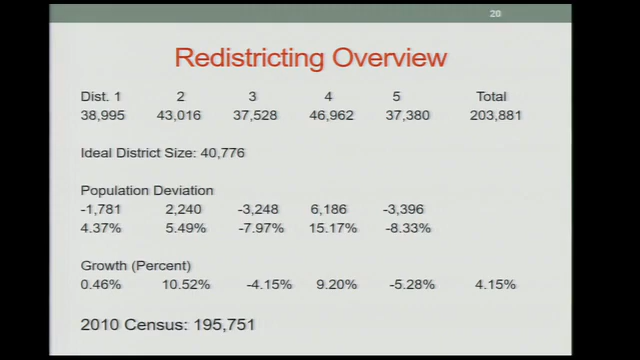 20
Redistricting Overview
Dist. 1 2 3 4 5 Total
38,995 43,016 37,528 46,962 37,380 203,881
Ideal District Size: 40,776
Population Deviation
-1,781 2,240 -3,248 6,186 -3,396
4.37% 5.49% -7.97% 15.17% -8.33%
Growth (Percent)
0.46% 10.52% -4.15% 9.20% -5.28% 4.15%
2010 Census: 195,751